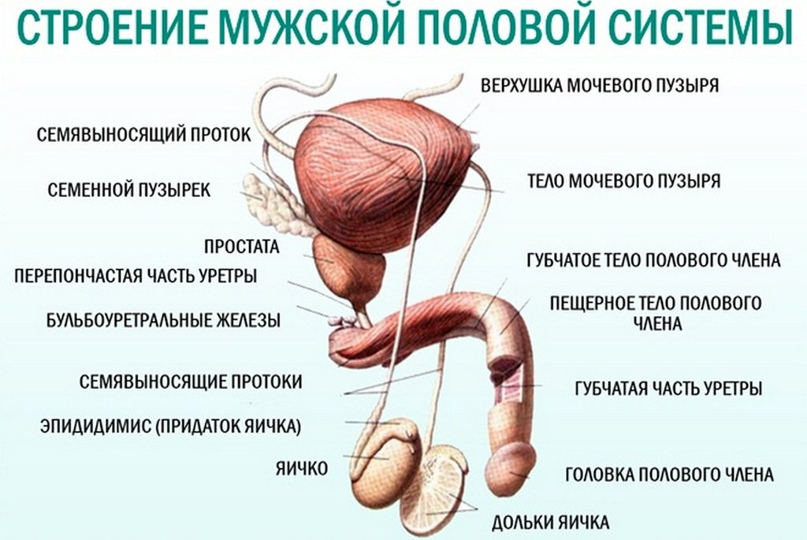 СТРОЕНИЕ МУЖСКОЙ ПОЛОВОЙ СИСТЕМЫ
ВЕРХУШКА МОЧЕВОГО ПУЗЫРЯ
СЕМЯВЫНОСЯЩИЙ ПРОТОК
ТЕЛО МОЧЕВОГО ПУЗЫРЯ
СЕМЕННОЙ ПУЗЫРЕК
ПРОСТАТА
ГУБЧАТОЕ ТЕЛО ПОЛОВОГО ЧЛЕНА
ПЕРЕПОНЧАСТАЯ ЧАСТЬ УРЕТРЫ
ПЕЩЕРНОЕ ТЕЛО ПОЛОВОГО
ЧЛЕНА
БУЛЬБОУРЕТРАЛЬНЫЕ ЖЕЛЕЗЫ
СЕМЯВЫНОСЯЩИЕ ПРОТОКИ
ГУБЧАТАЯ ЧАСТЬ УРЕТРЫ
ЭПИДИДИМИС (ПРИДАТОК ЯИЧКА)
ЯИЧКО
ГОЛОВКА ПОЛОВОГО ЧЛЕНА
ДОЛЬКИ ЯИЧКА